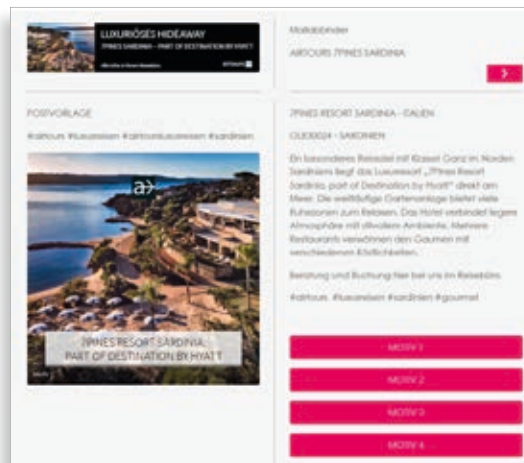 LUXURIÖSES HIDEAWAY
7PINES SARDINIA – PART OF DESTINATION BY HYATT
Mailabbinder
AIRTOURS 7PINES SARDINIA
POSTVORLAGE
#airtours #luxusreisen #airtoursluxusreisen #sardinien
a
7PINES RESORT SARDINIA,
PART OF DESTINATION BY HYATT
7PINES RESORT SARDINIA - ITALIEN
- SARDINIEN
Ein besonderes Reiseziel mit Klasse! Ganz im Norden
Sardiniens liegt das Luxusresort „7Pines Resort
Sardinia, part of Destination by Hyatt" direkt am
Meer. Die weitläufige Gartenanlage bietet viele
Ruhezonen zum Relaxen. Das Hotel verbindet legere
Atmosphäre mit stilvollem Ambiente. Mehrere
Restaurants verwöhnen den Gaumen mit
verschiedenen Köstlichkeiten.
Beratung und Buchung hier bei uns im Reisebüro.
#airtours #luxusreisen #sardinien #gourmet
MOTIV 1
MOTIV 2
MOTIV 3
MOTIV 4